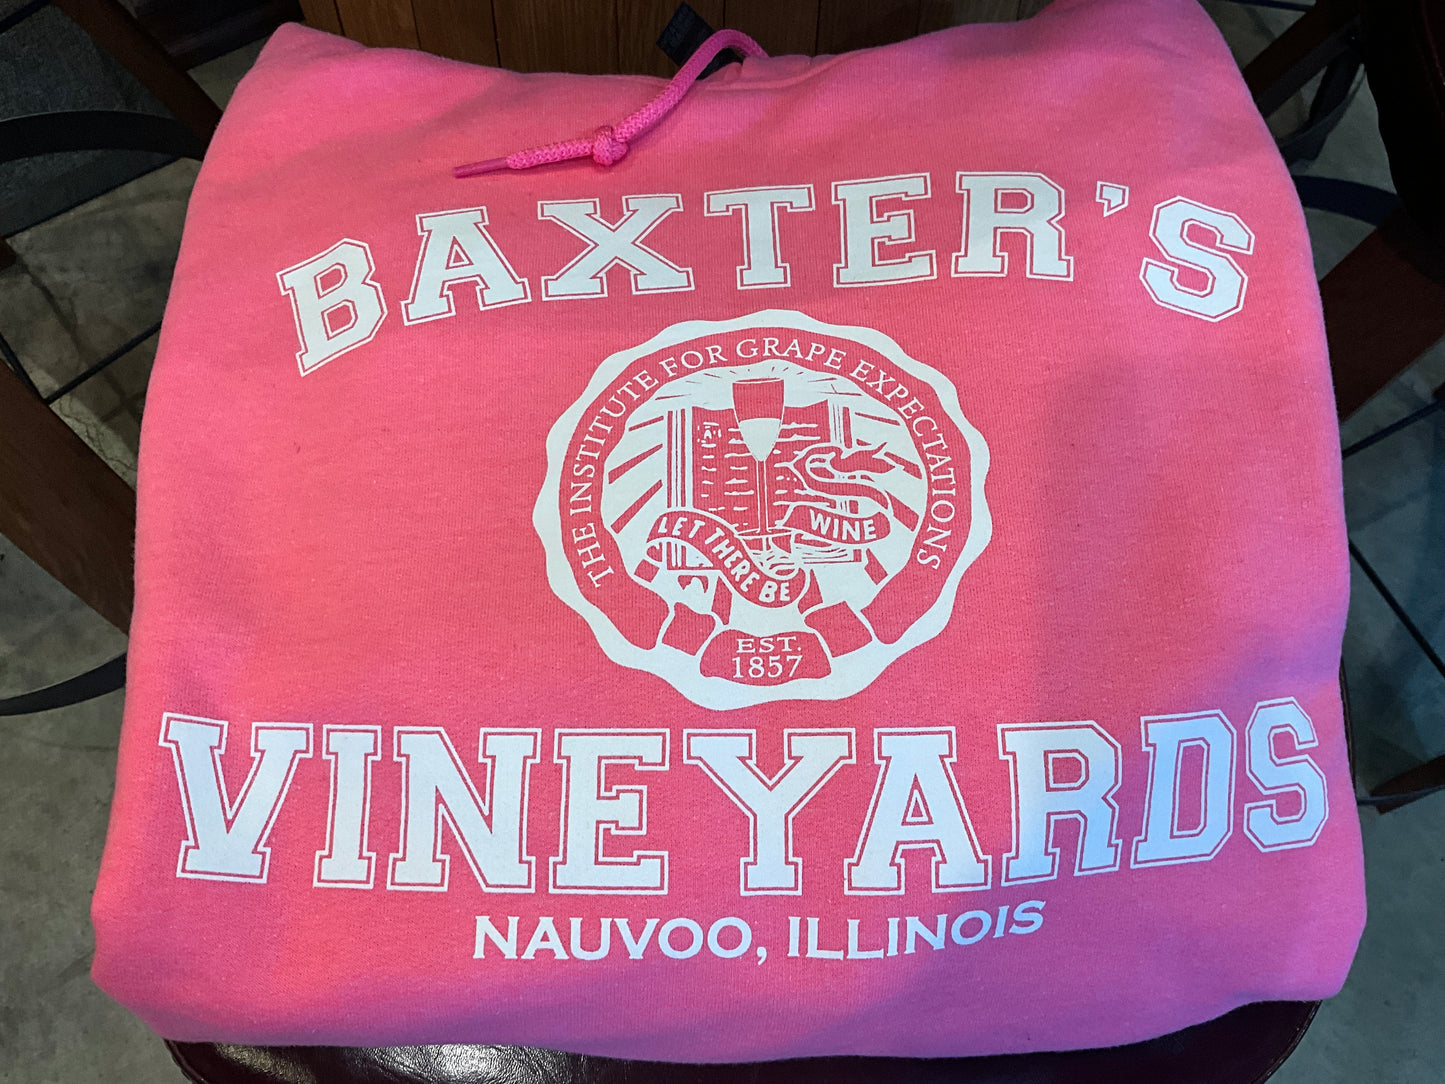 BAXTER'S
THE INSTITUTE FOR GRAPE EXPECTATIONS
LET THERE BE
WINE
EST.
1857
VINEYARDS
NAUVOO, ILLINOIS